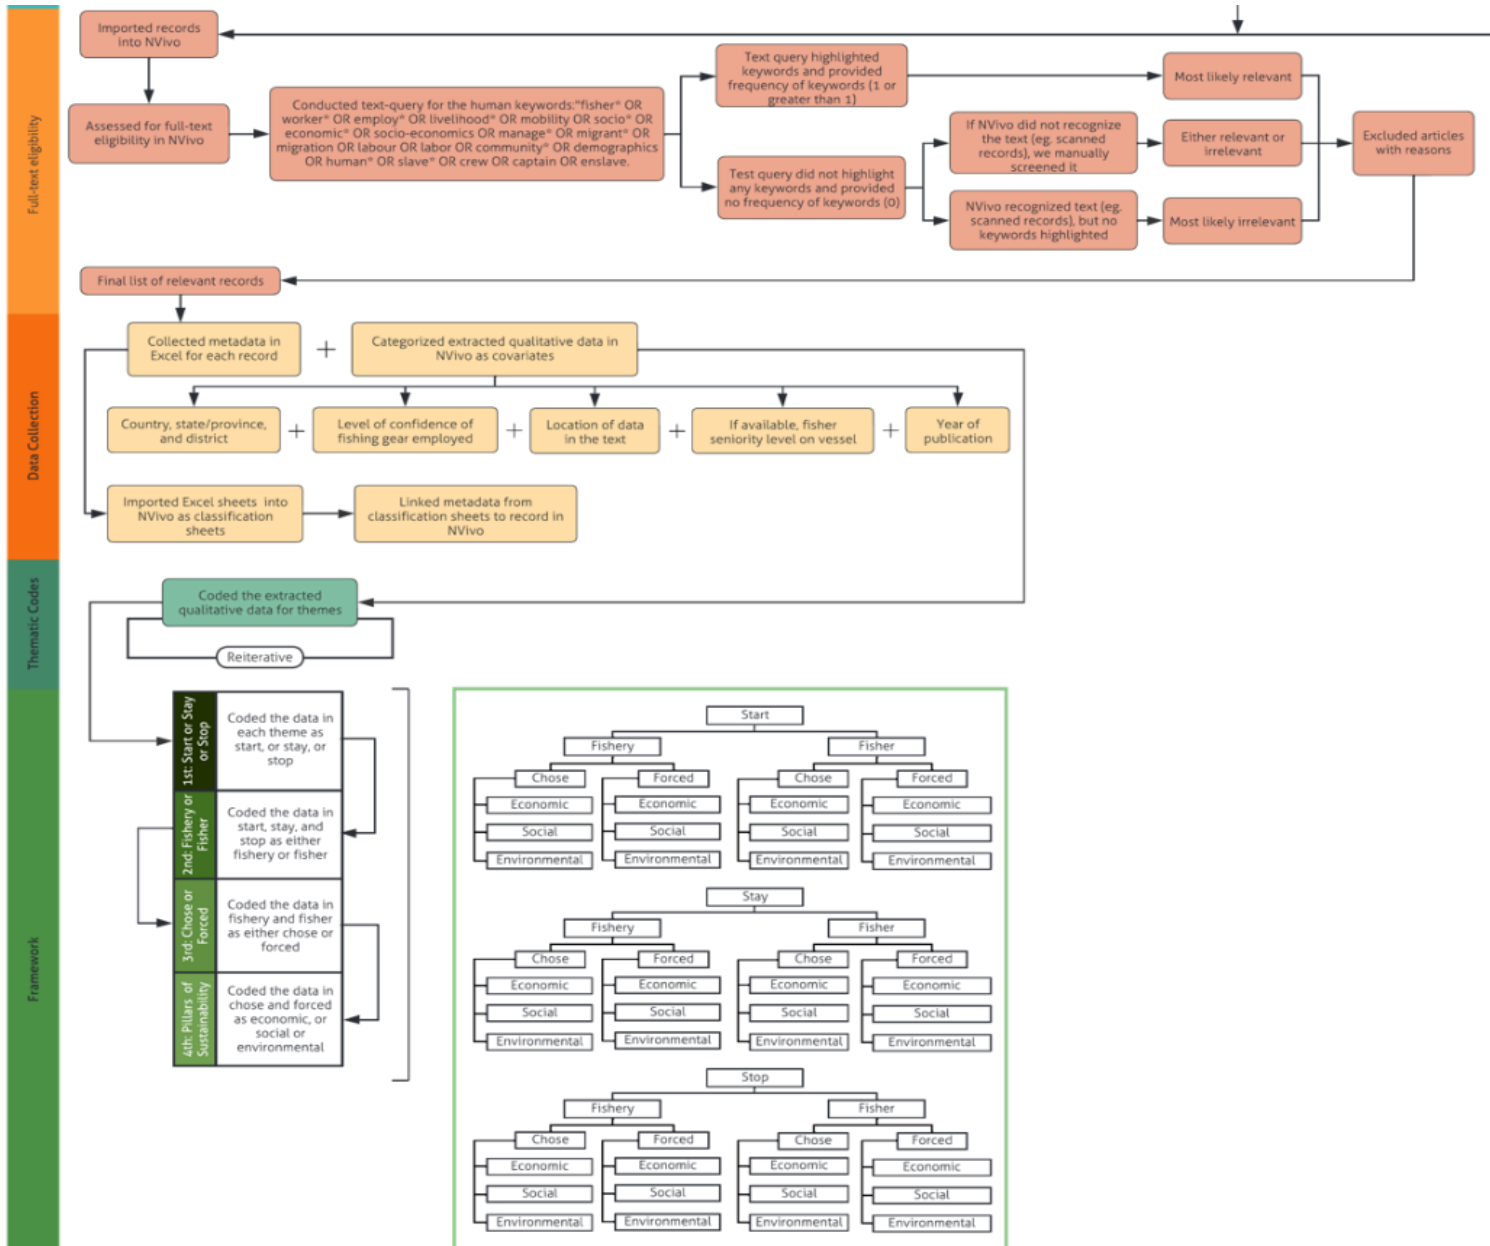 Full-text eligibility
Imported records
into NVivo
Assessed for full-text
eligibility in NVivo
Conducted text-query for the human keywords:"fisher* OR
worker* OR employ* OR livelihood* OR mobility OR socio* OR
economic* OR socio-economics OR manage* OR migrant* OR
migration OR labour OR labor OR community* OR demographics
OR human* OR slave* OR crew OR captain OR enslave.
Text query highlighted
keywords and provided
frequency of keywords (1 or
greater than 1)
Test query did not highlight
any keywords and provided
no frequency of keywords (0)
If NVivo did not recognize
the text (eg. scanned
records), we manually
screened it
NVivo recognized text (eg.
scanned records), but no
keywords highlighted
Most likely relevant
Either relevant or
irrelevant
Most likely irrelevant
Excluded articles
with reasons
Final list of relevant records
Data Collection
Collected metadata in
Excel for each record
+
Categorized extracted qualitative data in
NVivo as covariates
Country, state/province,
and district
+
Level of confidence of
fishing gear employed
+
Location of data
in the text
+
If available, fisher
seniority level on vessel
+
Year of
publication
Imported Excel sheets into
NVivo as classification
sheets
Linked metadata from
classification sheets to record in
NVivo
Thematic Codes
Coded the extracted
qualitative data for themes
Reiterative
Framework
1st: Start or Stay
or Stop
Coded the data in
each theme as
start, or stay, or
stop
2nd: Fishery or
Fisher
Coded the data in
start, stay, and
stop as either
fishery or fisher
3rd: Chose or
Forced
Coded the data in
fishery and fisher
as either chose or
forced
4th: Pillars of
Sustainability
Coded the data in
chose and forced
as economic, or
social or
environmental
Start
Fishery
Fisher
Chose
Forced
Chose
Forced
Economic
Economic
Economic
Economic
Social
Social
Social
Social
Environmental
Environmental
Environmental
Environmental
Stay
Fishery
Fisher
Chose
Forced
Chose
Forced
Economic
Economic
Economic
Economic
Social
Social
Social
Social
Environmental
Environmental
Environmental
Environmental
Stop
Fishery
Fisher
Chose
Forced
Chose
Forced
Economic
Economic
Economic
Economic
Social
Social
Social
Social
Environmental
Environmental
Environmental
Environmental